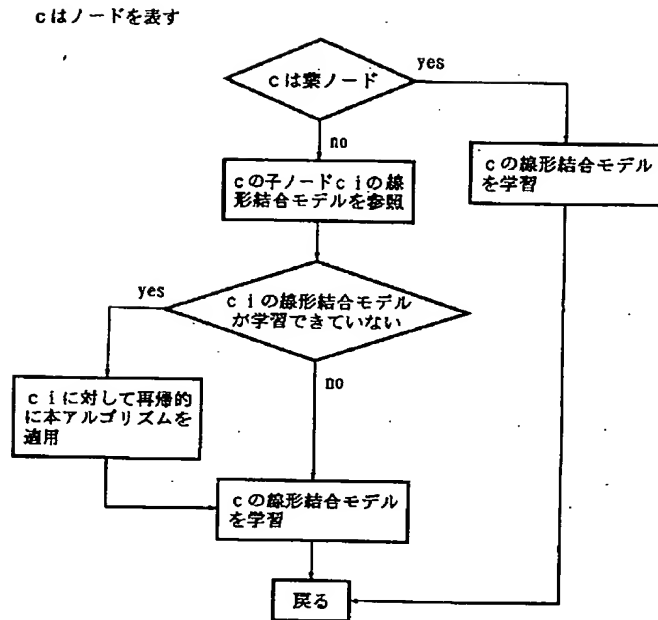 cはノードを表す
cは葉ノード
yes
no
cの線形結合モデル
を学習
cの子ノードciの線
形結合モデルを参照
ciの線形結合モデル
が学習できていない
yes
no
ciに対して再帰的
に本アルゴリズムを
適用
cの線形結合モデル
を学習
戻る